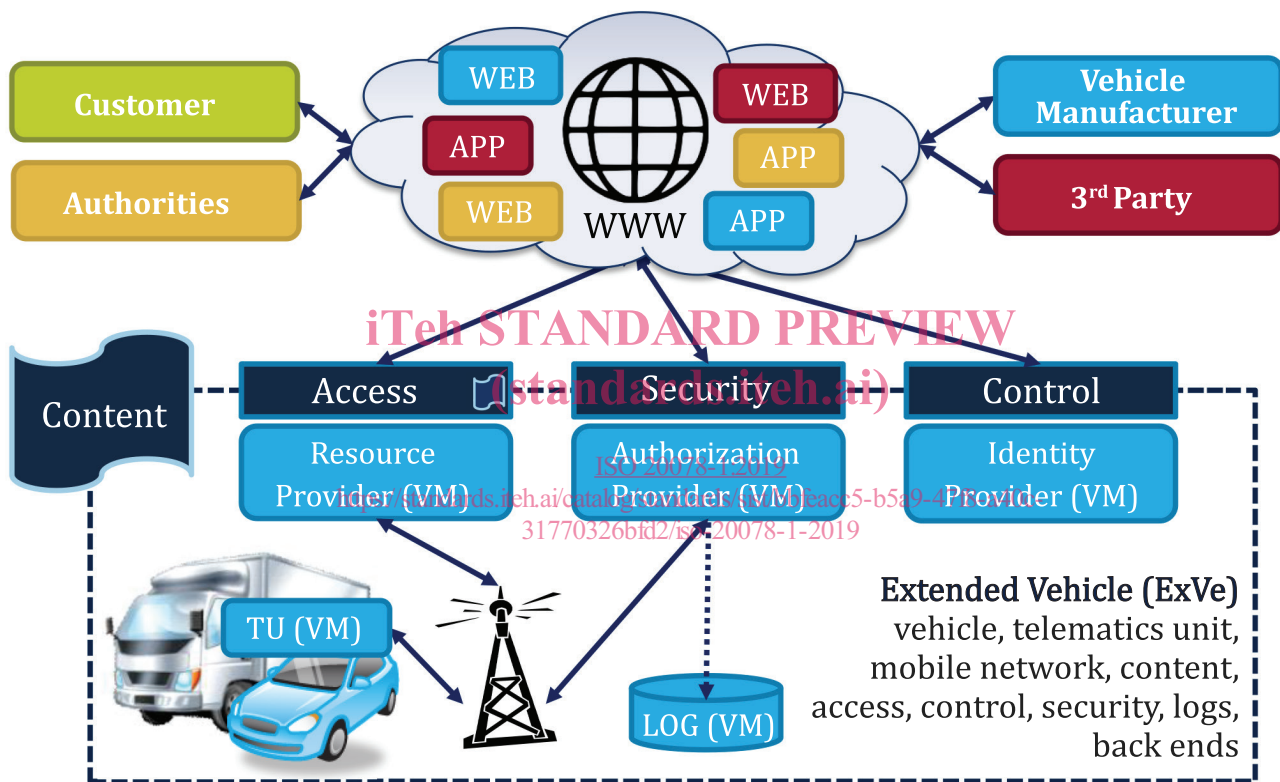 Customer
Authorities
WEB
APP
WEB
WWW
WEB
APP
APP
Vehicle
Manufacturer
3rd Party
iTeh STANDARD PREVIEW
(standards.iteh.ai)
Content
Access
Security
Control
Resource
Provider (VM)
Authorization
Provider (VM)
Identity
Provider (VM)
ISO 20078-1:2019
31770326bfd2/iso-20078-1-2019
TU (VM)
LOG (VM)
Extended Vehicle (ExVe)
vehicle, telematics unit,
mobile network, content,
access, control, security, logs,
back ends